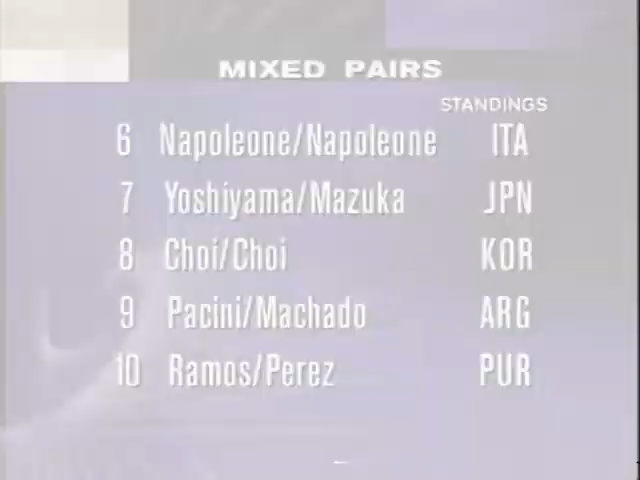 MIXED PAIRS
STANDINGS
6 Napoleone/Napoleone ITA
7 Yoshiyama/Mazuka JPN
8 Choi/Choi KOR
9 Pacini/Machado ARG
10 Ramos/Perez PUR